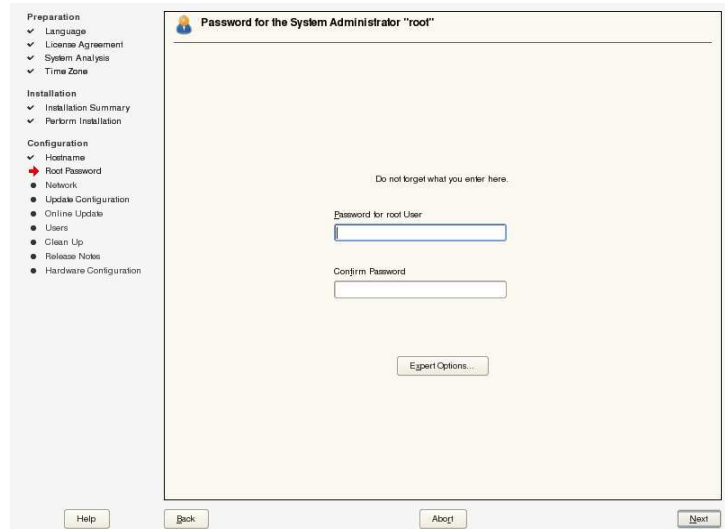 Preparation
Language
License Agreement
System Analysis
Time Zone
Installation
Installation Summary
Perform Installation
Configuration
Hostname
Root Password
Network
Update Configuration
Online Update
Users
Clean Up
Release Notes
Hardware Configuration
Password for the System Administrator "root"
Do not forget what you enter here.
Password for root User
Confirm Password
Expert Options...
Help
Back
Abort
Next